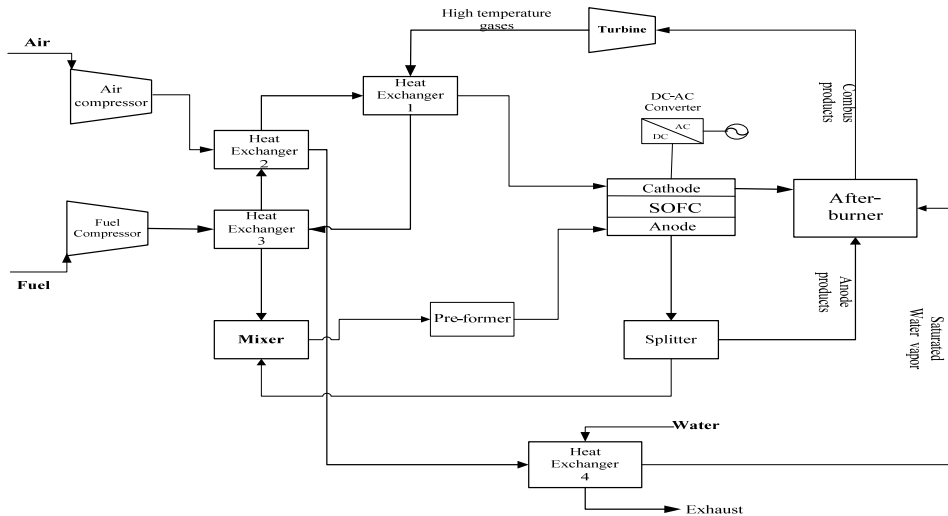 High temperature
gases
Turbine
Air
Air
compressor
Heat
Exchanger
1
DC-AC
Converter
AC
DC
Combus
products
Heat
Exchanger
2
Cathode
SOFC
Anode
After-
burner
Fuel
Compressor
Heat
Exchanger
3
Fuel
Anode
products
Mixer
Pre-former
Splitter
Saturated
Water vapor
Water
Heat
Exchanger
4
Exhaust